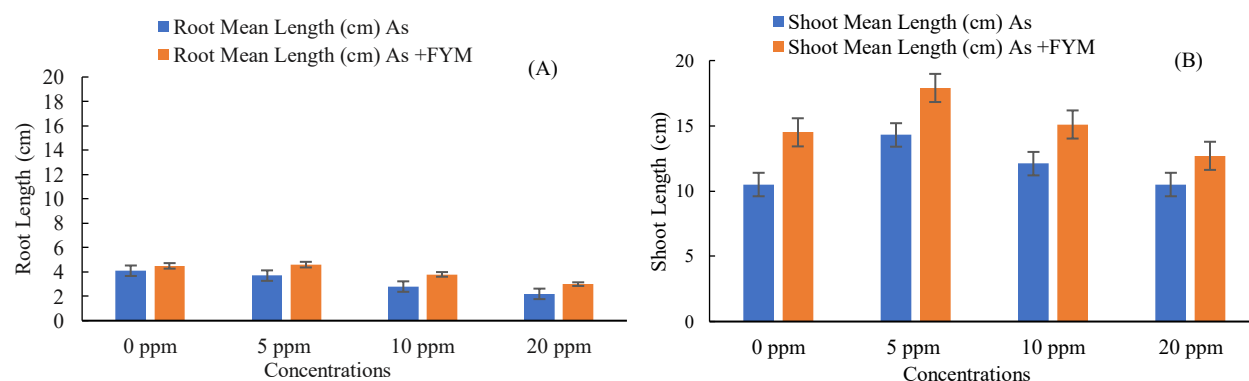 Root Mean Length (cm) As
Root Mean Length (cm) As +FYM
(A)
20
18
16
14
12
10
8
6
4
2
0
Root Length (cm)
0 ppm
5 ppm
10 ppm
20 ppm
Concentrations
Shoot Mean Length (cm) As
Shoot Mean Length (cm) As +FYM
(B)
20
15
10
5
0
Shoot Length (cm)
0 ppm
5 ppm
10 ppm
20 ppm
Concentrations